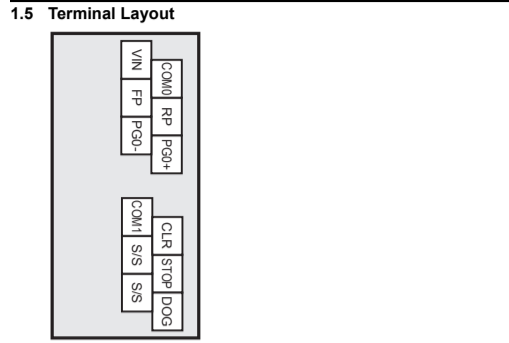 1.5 Terminal Layout
VIN
FP
PG0-
COM0
RP
PG0+
COM1
S/S
S/S
CLR
STOP
DOG